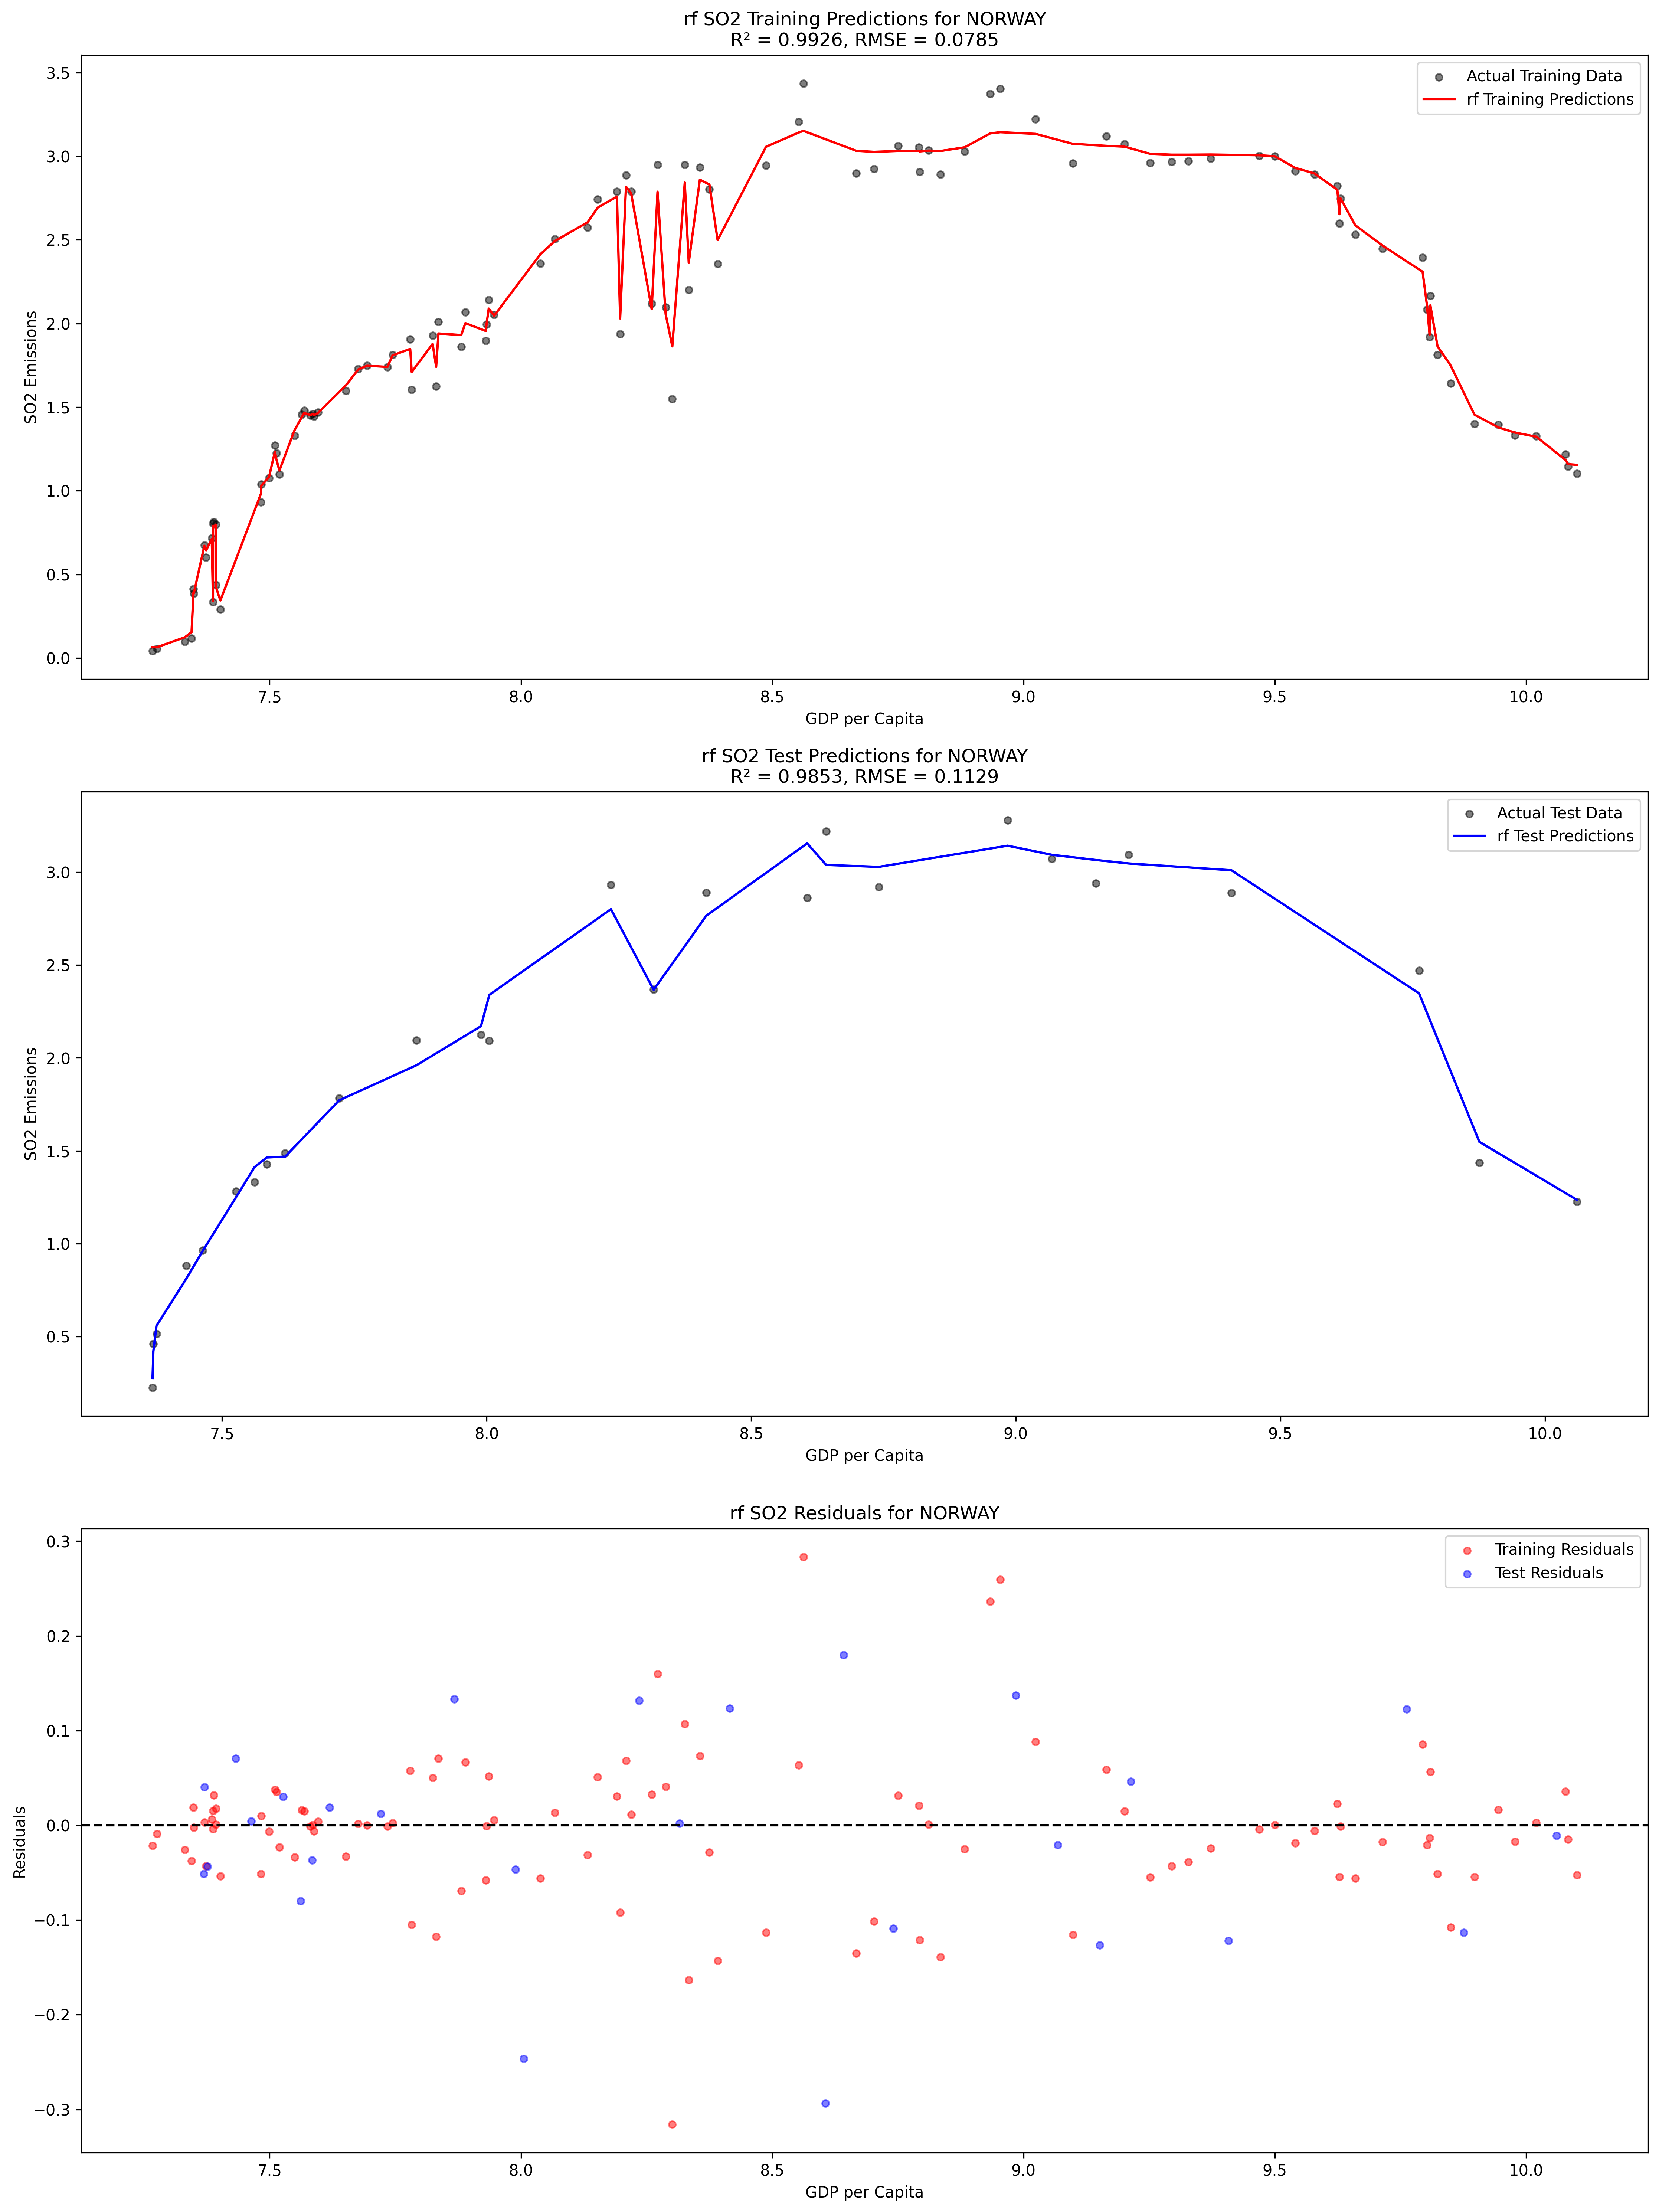 rf SO2 Training Predictions for NORWAY
R² = 0.9926, RMSE = 0.0785
Actual Training Data
rf Training Predictions
SO2 Emissions
3.5
3.0
2.5
2.0
1.5
1.0
0.5
0.0
7.5 8.0 8.5 9.0 9.5 10.0
GDP per Capita
rf SO2 Test Predictions for NORWAY
R² = 0.9853, RMSE = 0.1129
Actual Test Data
rf Test Predictions
SO2 Emissions
3.0
2.5
2.0
1.5
1.0
0.5
7.5 8.0 8.5 9.0 9.5 10.0
GDP per Capita
rf SO2 Residuals for NORWAY
Training Residuals
Test Residuals
Residuals
0.3
0.2
0.1
0.0
−0.1
−0.2
−0.3
7.5 8.0 8.5 9.0 9.5 10.0
GDP per Capita